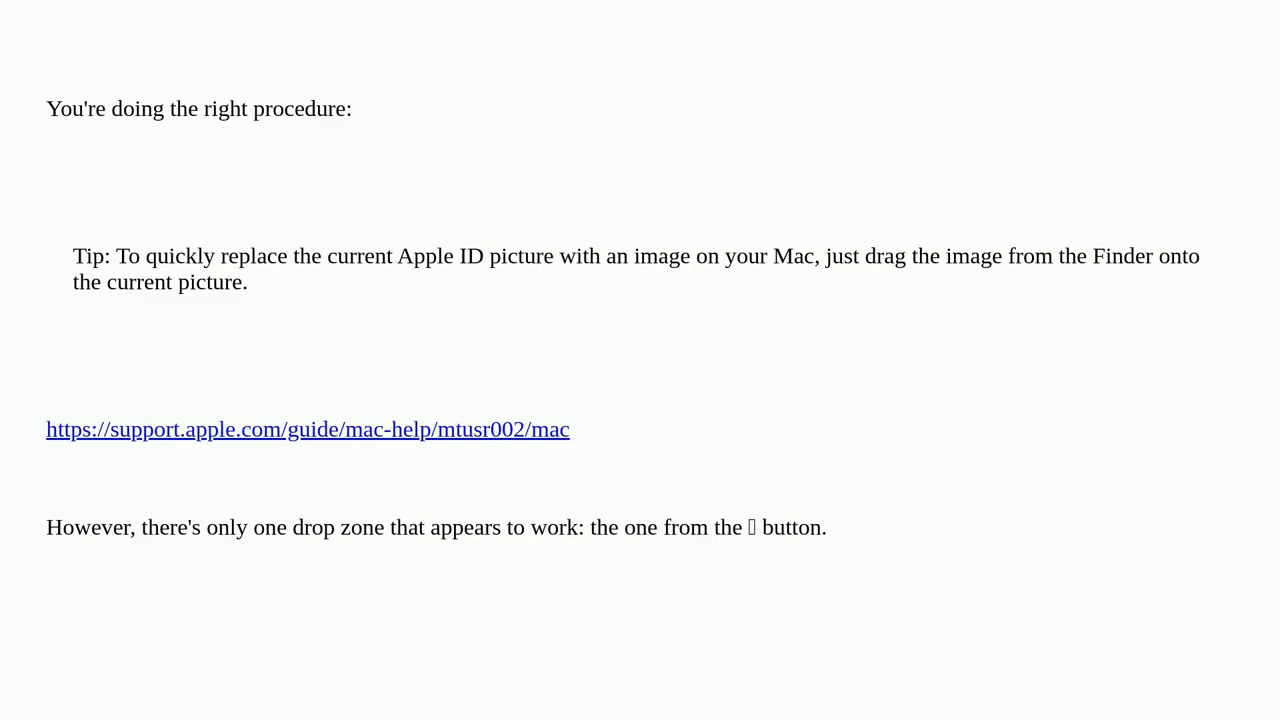 You're doing the right procedure:
Tip: To quickly replace the current Apple ID picture with an image on your Mac, just drag the image from the Finder onto
the current picture.
https://support.apple.com/guide/mac-help/mtusr002/mac
However, there's only one drop zone that appears to work: the one from the button.